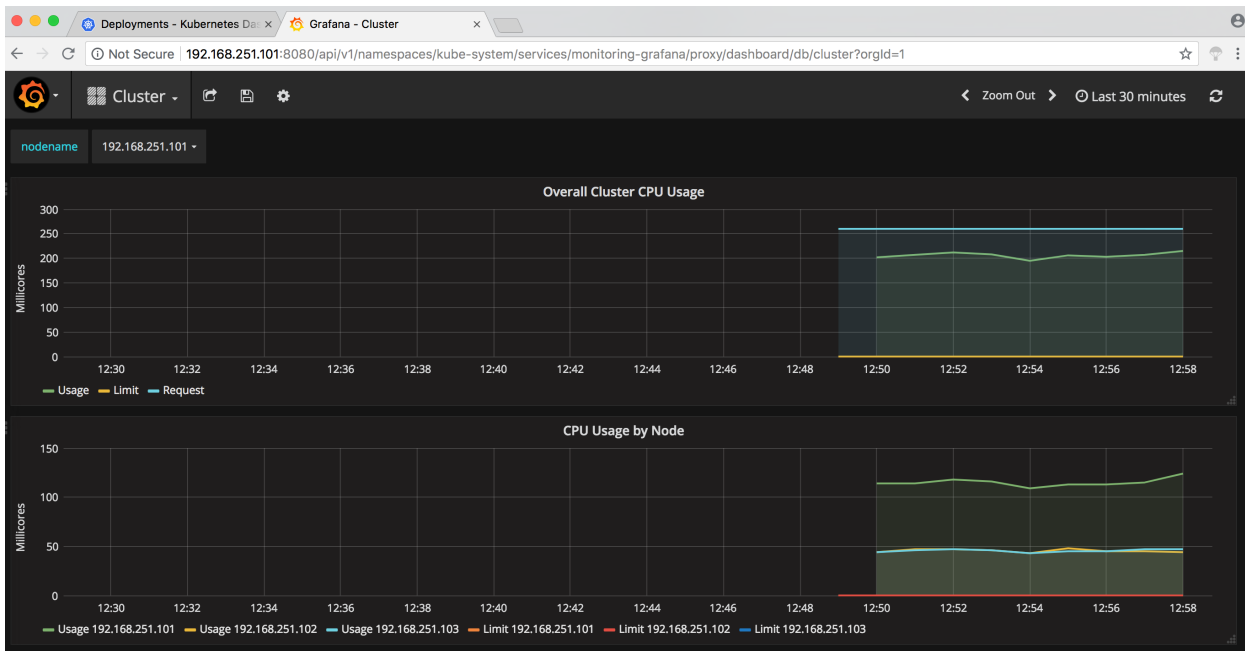 Deployments - Kubernetes Da
Grafana - Cluster
Not Secure 192.168.251.101:8080/api/v1/namespaces/kube-system/services/monitoring-grafana/proxy/dashboard/db/cluster?orgId=1
Cluster
Zoom Out
Last 30 minutes
nodename 192.168.251.101
Overall Cluster CPU Usage
Millicores
300
250
200
150
100
50
0
12:30 12:32 12:34 12:36 12:38 12:40 12:42 12:44 12:46 12:48 12:50 12:52 12:54 12:56 12:58
Usage Limit Request
CPU Usage by Node
Millicores
150
100
50
0
12:30 12:32 12:34 12:36 12:38 12:40 12:42 12:44 12:46 12:48 12:50 12:52 12:54 12:56 12:58
Usage 192.168.251.101 Usage 192.168.251.102 Usage 192.168.251.103 Limit 192.168.251.101 Limit 192.168.251.102 Limit 192.168.251.103